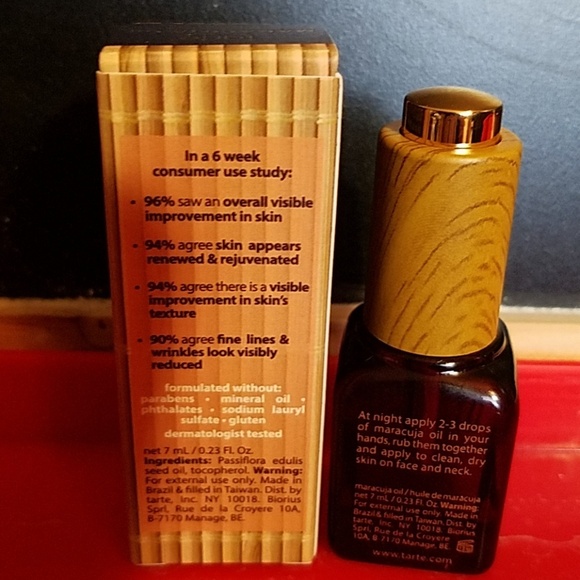 In a 6 week
consumer use study:
• 96% saw an overall visible
improvement in skin
• 94% agree skin appears
renewed & rejuvenated
• 94% agree there is a visible
improvement in skin's
texture
• 90% agree fine lines &
wrinkles look visibly
reduced
formulated without:
parabens • mineral oil •
phthalates • sodium lauryl
sulfate • gluten
dermatologist tested
net 7 mL / 0.23 Fl. Oz.
Ingredients: Passiflora edulis
seed oil, tocopherol. Warning:
For external use only. Made in
Brazil & filled in Taiwan. Dist. by
tarte, Inc. NY 10018. Biorius
Sprl, Rue de la Croyere 10A,
B-7170 Manage, BE.
At night apply 2-3 drops
of maracuja oil in your
hands, rub them together
and apply to clean, dry
skin on face and neck.
maracuja oil / huile de maracuja
net 7 mL / 0.23 Fl. Oz. Warning:
For external use only. Made in
Brazil & filled in Taiwan. Dist. by
tarte, Inc. NY 10018. Biorius
Sprl, Rue de la Croyere
10A, B-7170 Manage, BE.
www.tarte.com